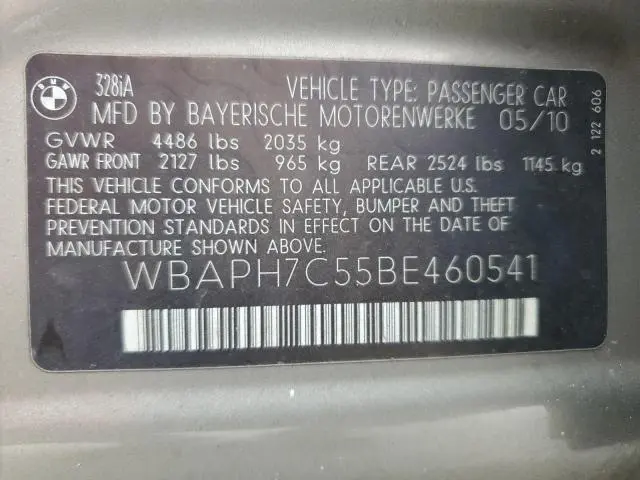 BMW
328iA VEHICLE TYPE: PASSENGER CAR
MFD BY BAYERISCHE MOTORENWERKE 05/10
GVWR 4486 lbs 2035 kg
GAWR FRONT 2127 lbs 965 kg REAR 2524 lbs 1145 kg
THIS VEHICLE CONFORMS TO ALL APPLICABLE U.S.
FEDERAL MOTOR VEHICLE SAFETY, BUMPER AND THEFT
PREVENTION STANDARDS IN EFFECT ON THE DATE OF
MANUFACTURE SHOWN ABOVE.
WBAPH7C55BE460541
2 122 606